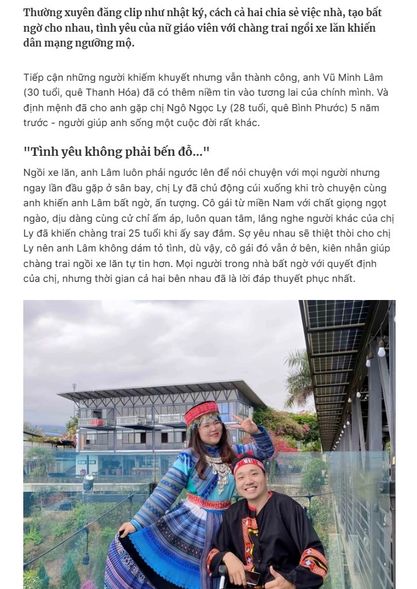 Thường xuyên đăng clip như nhật ký, cách cả hai chia sẻ việc nhà, tạo bất
ngờ cho nhau, tình yêu của nữ giáo viên với chàng trai ngồi xe lăn khiến
dân mạng ngưỡng mộ.
Tiếp cận những người khiếm khuyết nhưng vẫn thành công, anh Vũ Minh Lâm
(30 tuổi, quê Thanh Hóa) đã có thêm niềm tin vào tương lai của chính mình. Và
định mệnh đã cho anh gặp chị Ngô Ngọc Ly (28 tuổi, quê Bình Phước) 5 năm
trước - người giúp anh sống một cuộc đời rất khác.
"Tình yêu không phải bến đỗ..."
Ngồi xe lăn, anh Lâm luôn phải ngước lên để nói chuyện với mọi người nhưng
ngay lần đầu gặp ở sân bay, chị Ly đã chủ động cúi xuống khi trò chuyện cùng
anh khiến anh Lâm bất ngờ, ấn tượng. Cô gái từ miền Nam với chất giọng ngọt
ngào, dịu dàng cùng cử chỉ ấm áp, luôn quan tâm, lắng nghe người khác của chị
Ly đã khiến chàng trai 25 tuổi khi ấy say đắm. Sợ yêu nhau sẽ thiệt thòi cho chị
Ly nên anh Lâm không dám tỏ tình, dù vậy, cô gái đó vẫn ở bên, kiên nhẫn giúp
chàng trai ngồi xe lăn tự tin hơn. Mọi người trong nhà bất ngờ với quyết định
của chị, nhưng thời gian cả hai bên nhau đã là lời đáp thuyết phục nhất.